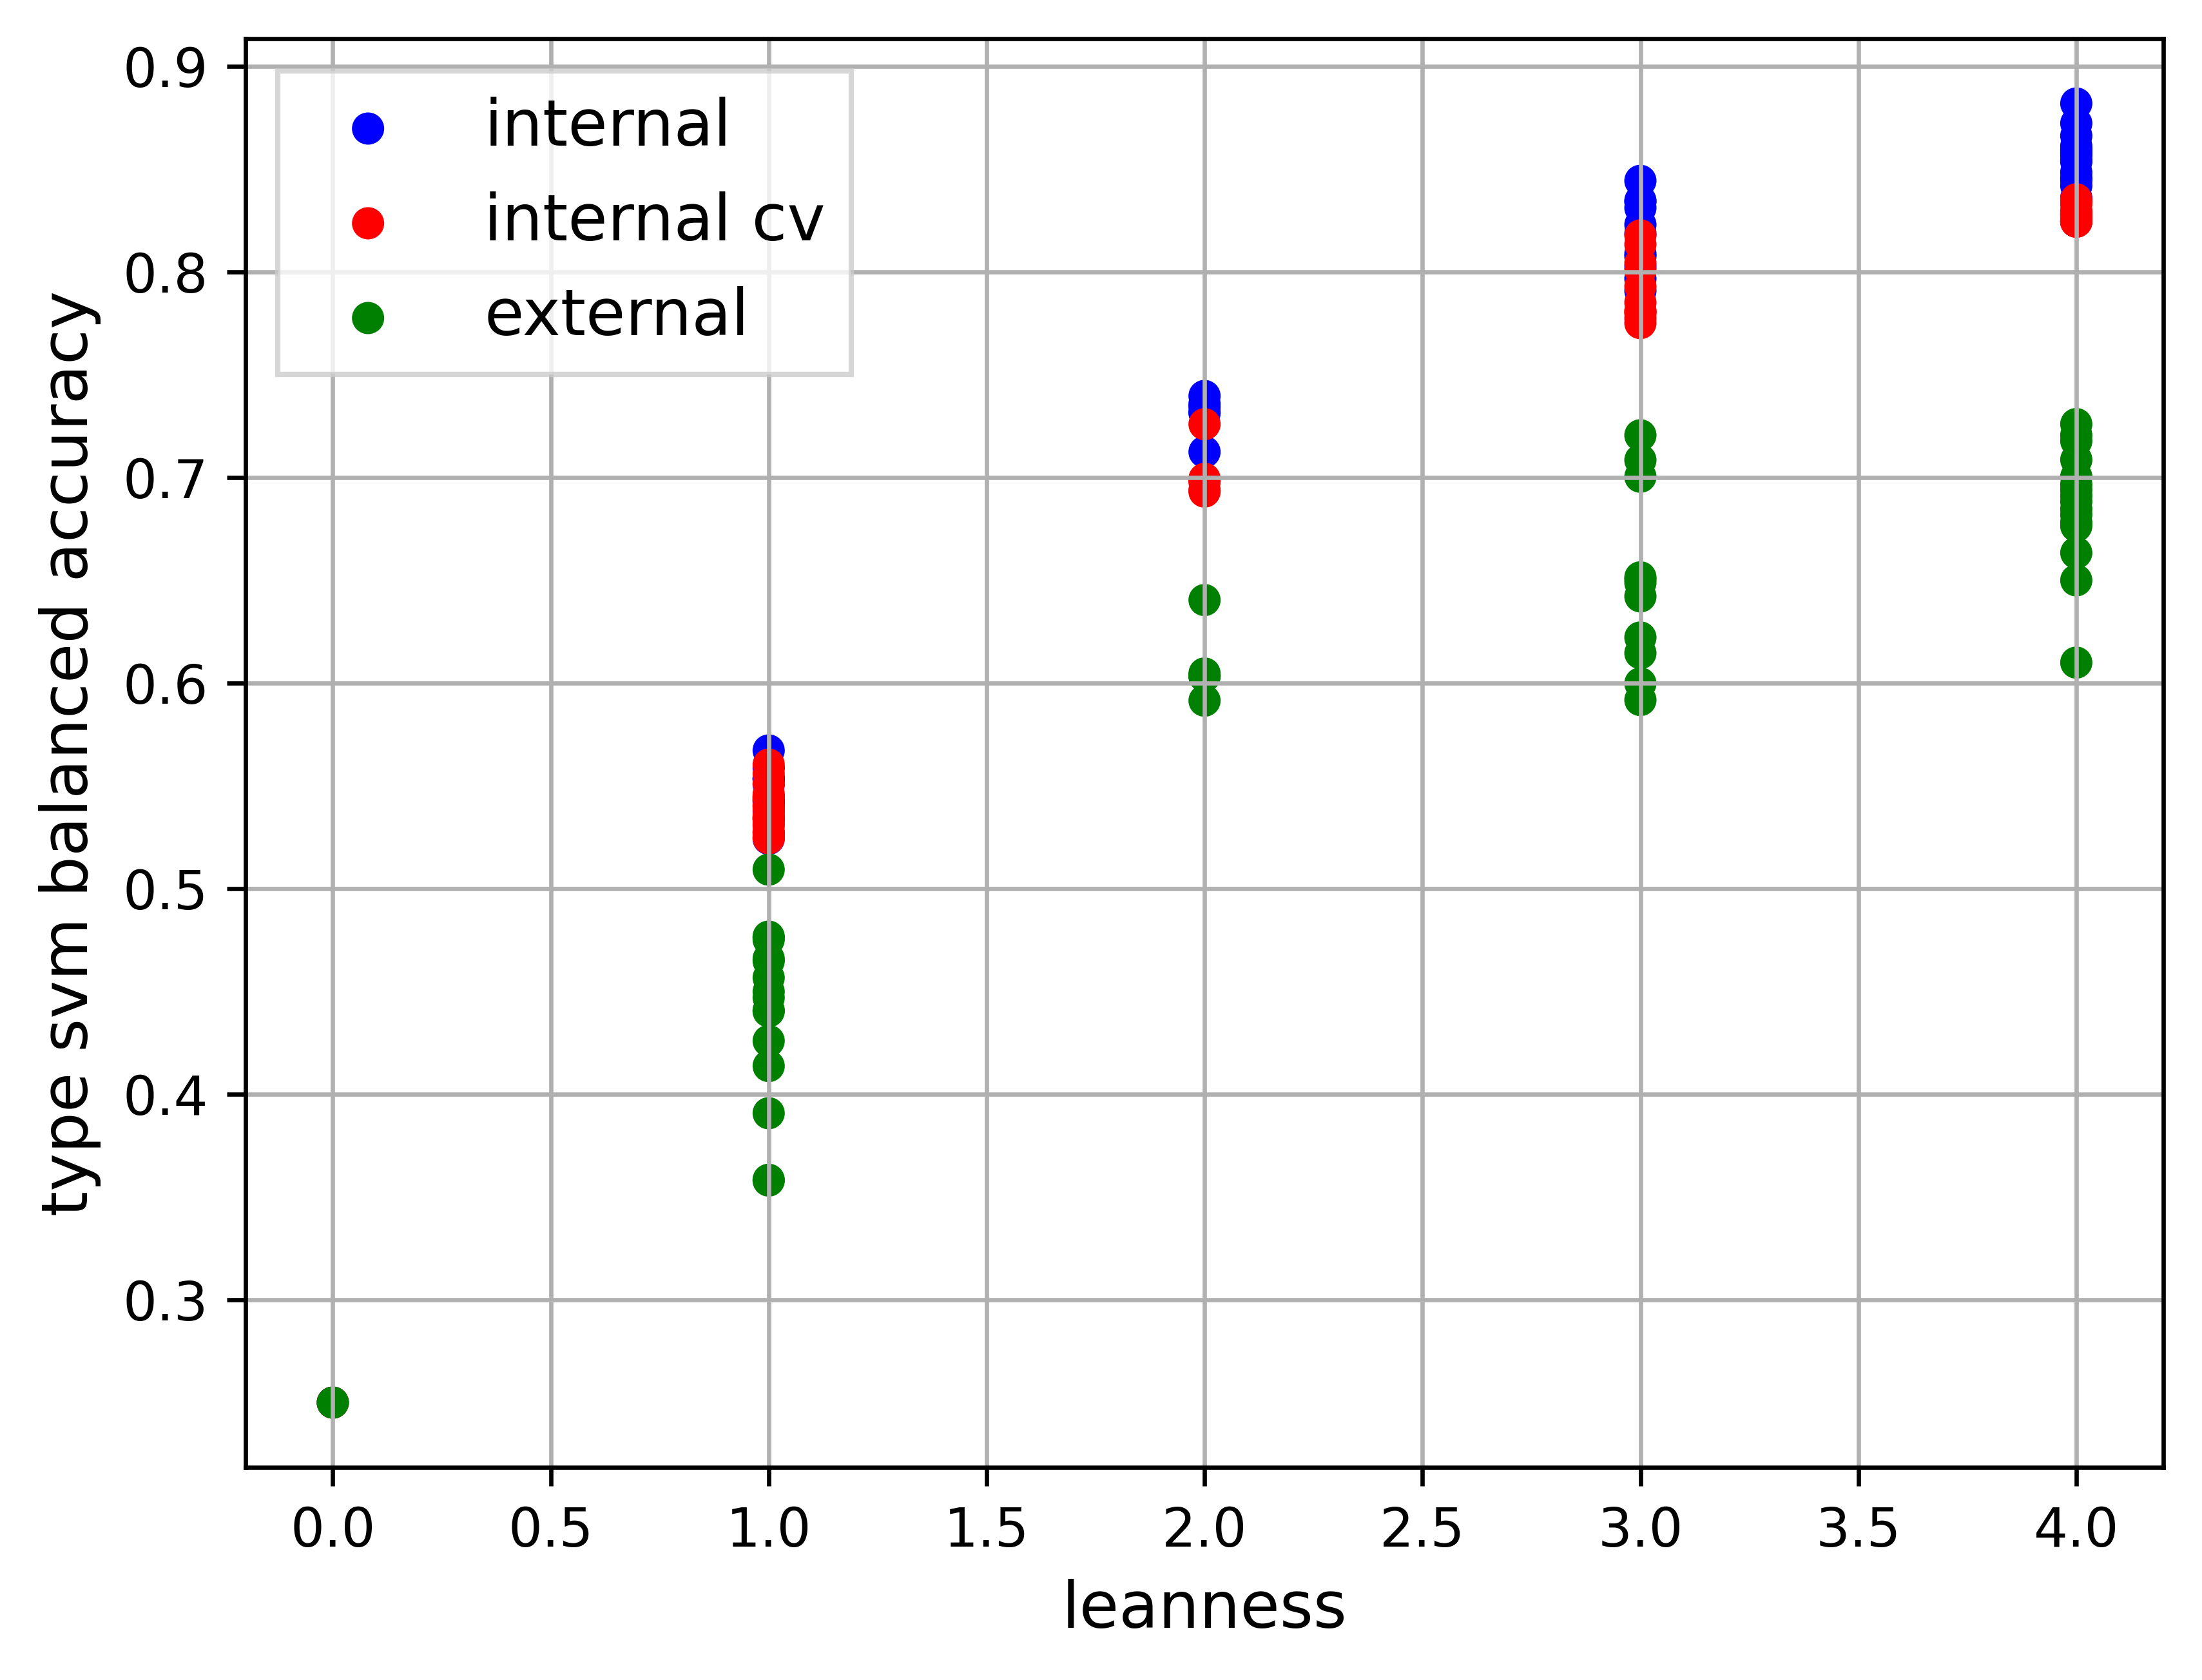 internal
internal cv
external
0.9
0.8
0.7
0.6
0.5
0.4
0.3
type svm balanced accuracy
0.0 0.5 1.0 1.5 2.0 2.5 3.0 3.5 4.0
leanness